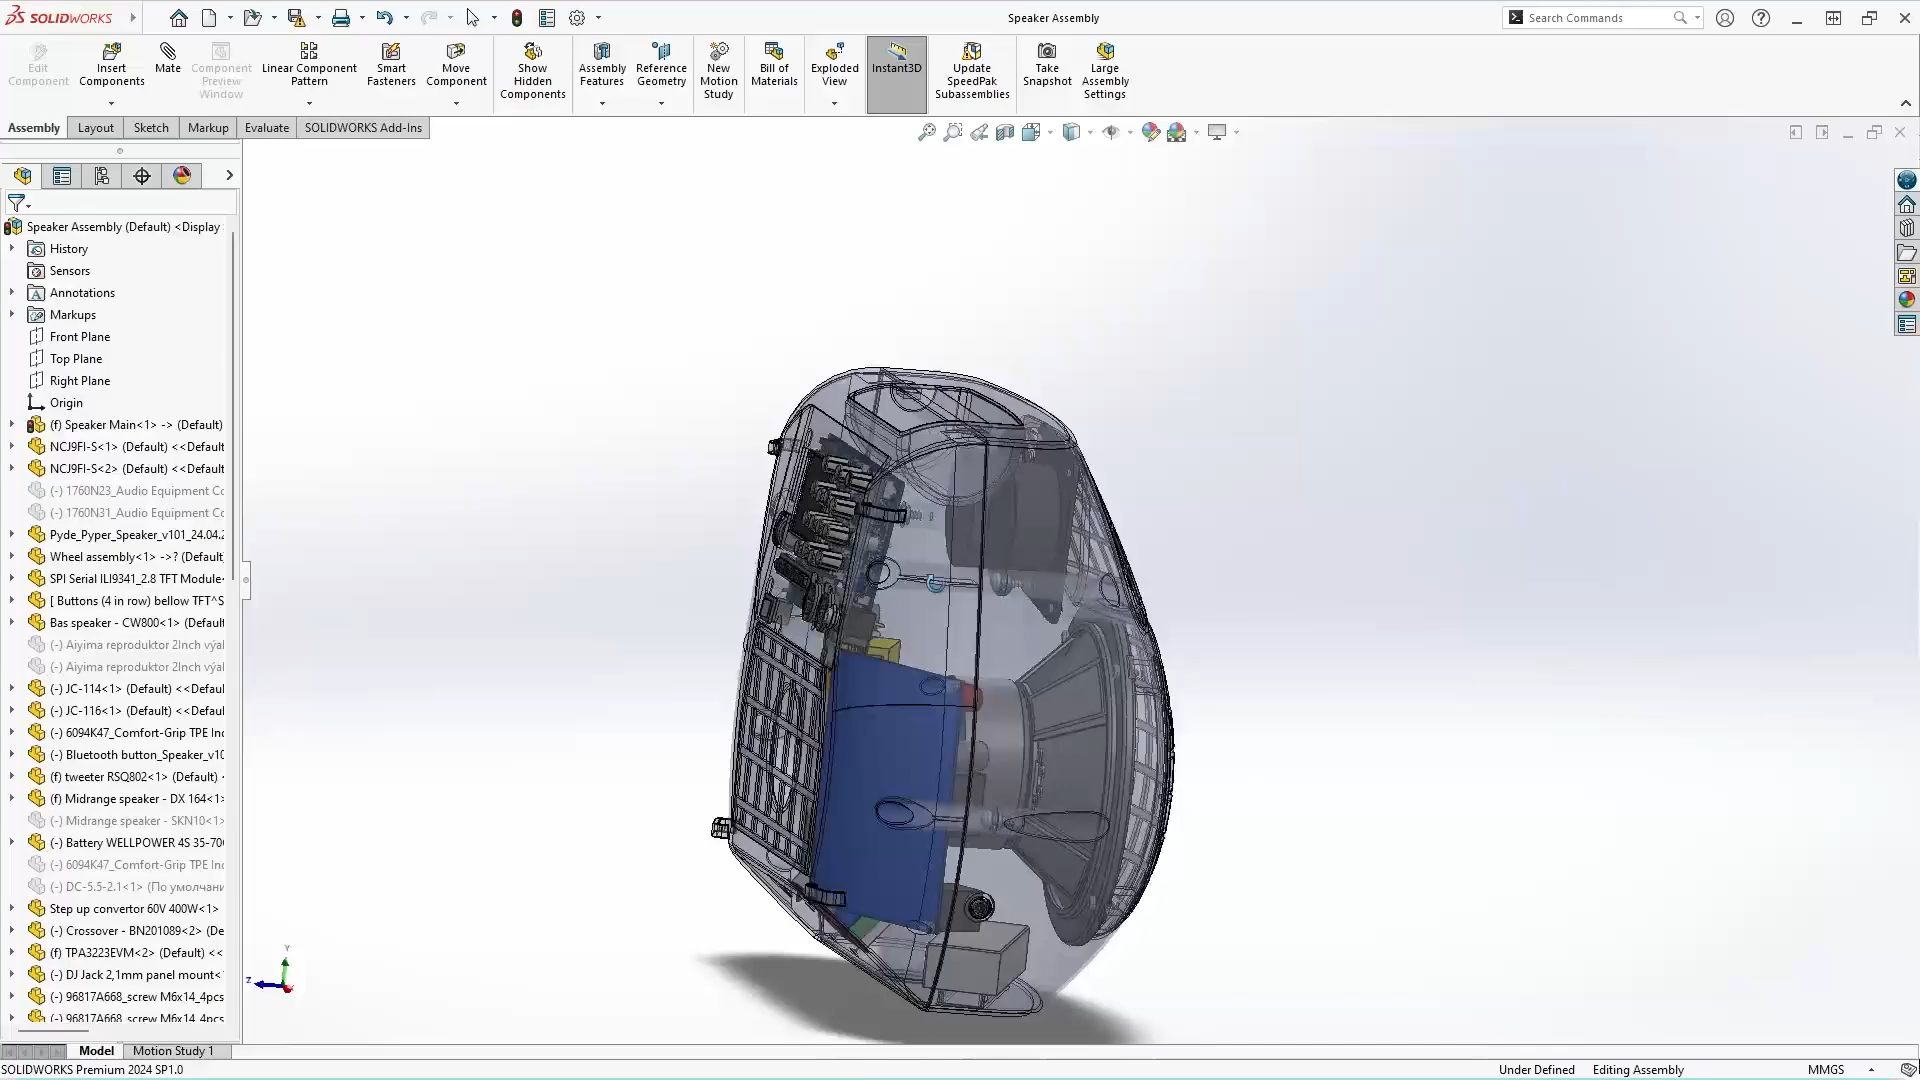 SOLIDWORKS
Speaker Assembly
Search Commands
Edit
Component
Insert
Components
Mate
Component
Preview
Window
Linear Component
Pattern
Smart
Fasteners
Move
Component
Show
Hidden
Components
Assembly
Features
Reference
Geometry
New
Motion
Study
Bill of
Materials
Exploded
View
Instant3D
Update
SpeedPak
Subassemblies
Take
Snapshot
Large
Assembly
Settings
Assembly
Layout
Sketch
Markup
Evaluate
SOLIDWORKS Add-Ins
Speaker Assembly (Default) <Display
History
Sensors
Annotations
Markups
Front Plane
Top Plane
Right Plane
Origin
(f) Speaker Main<1> -> (Default)
NCJ9FI-S<1> (Default) <<Default
NCJ9FI-S<2> (Default) <<Default
(-) 1760N23_Audio Equipment Cc
(-) 1760N31_Audio Equipment Cc
Pyde_Pyper_Speaker_v101_24.04.2
Wheel assembly<1> ->? (Default
SPI Serial ILI9341_2.8 TFT Module
[ Buttons (4 in row) bellow TFT^S
Bas speaker - CW800<1> (Default
(-) Aiyima reproduktor 2Inch výal
(-) Aiyima reproduktor 2Inch výal
(-) JC-114<1> (Default) <<Defaul
(-) JC-116<1> (Default) <<Defaul
(-) 6094K47_Comfort-Grip TPE Inc
(-) Bluetooth button_Speaker_v10
(f) tweeter RSQ802<1> (Default)
(f) Midrange speaker - DX 164<1>
(-) Midrange speaker - SKN10<1>
(-) Battery WELLPOWER 4S 35-700
(-) 6094K47_Comfort-Grip TPE Inc
(-) DC-5.5-2.1<1> (По умолчани
Step up convertor 60V 400W<1>
(-) Crossover - BN201089<2> (De
(f) TPA3223EVM<2> (Default) <<
(-) DJ Jack 2,1mm panel mount<
(-) 96817A668_screw M6x14_4pcs
(-) 96817A668_screw M6x14_4pcs
Y
Z
Model
Motion Study 1
SOLIDWORKS Premium 2024 SP1.0
Under Defined
Editing Assembly
MMGS